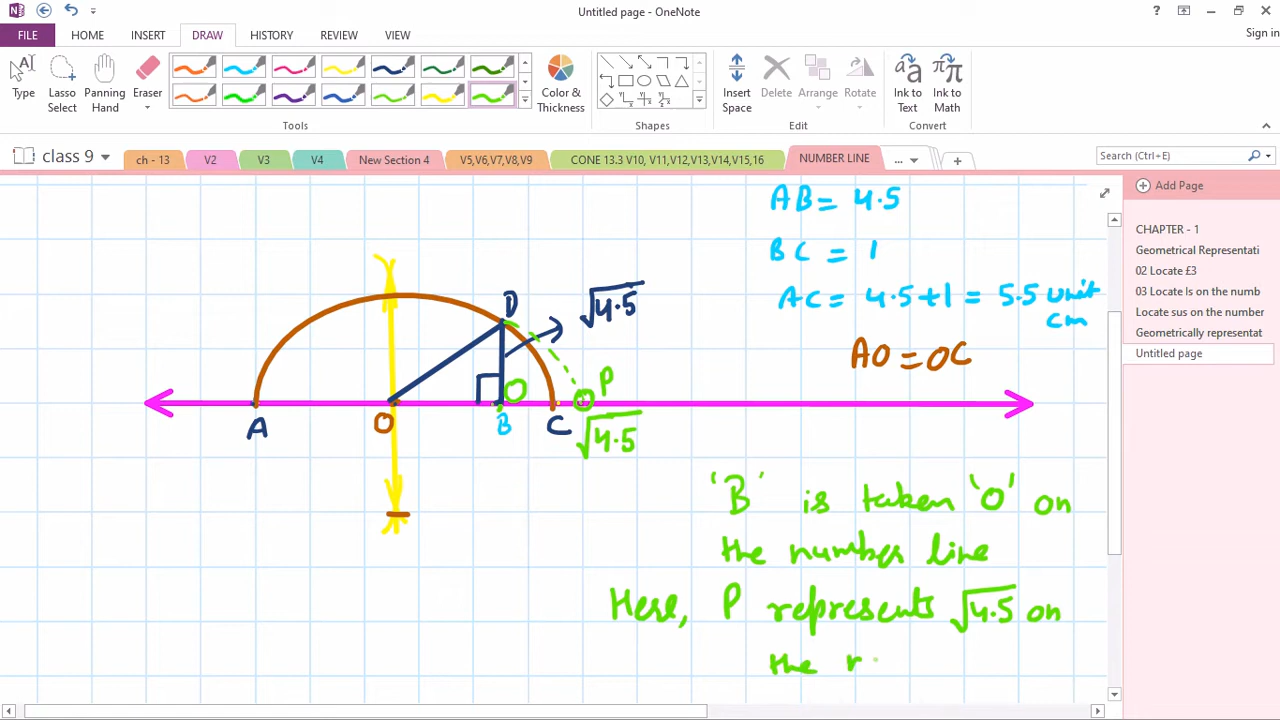 Untitled page - OneNote
FILE HOME INSERT DRAW HISTORY REVIEW VIEW
Sign in
Type Lasso Select Panning Hand Eraser Color & Thickness Insert Space Delete Arrange Rotate Ink to Text Ink to Math
Tools Shapes Edit Convert
class 9 ch - 13 V2 V3 V4 New Section 4 V5,V6,V7,V8,V9 CONE 13.3 V10, V11,V12,V13,V14,V15,16 NUMBER LINE ... Search (Ctrl+E)
Add Page
CHARTER - 1
Geometrical Representati
02 Locate £3
03 Locate ls on the numb
Locate sus on the number
Geometrically representat
Untitled page
AB = 4.5
BC = 1
AC = 4.5+1 = 5.5 unit
cm
AO = OC
D √4.5
O P
A O B C √4.5
'B' is taken 'O' on
the number line
Here, P represents √4.5 on
the r